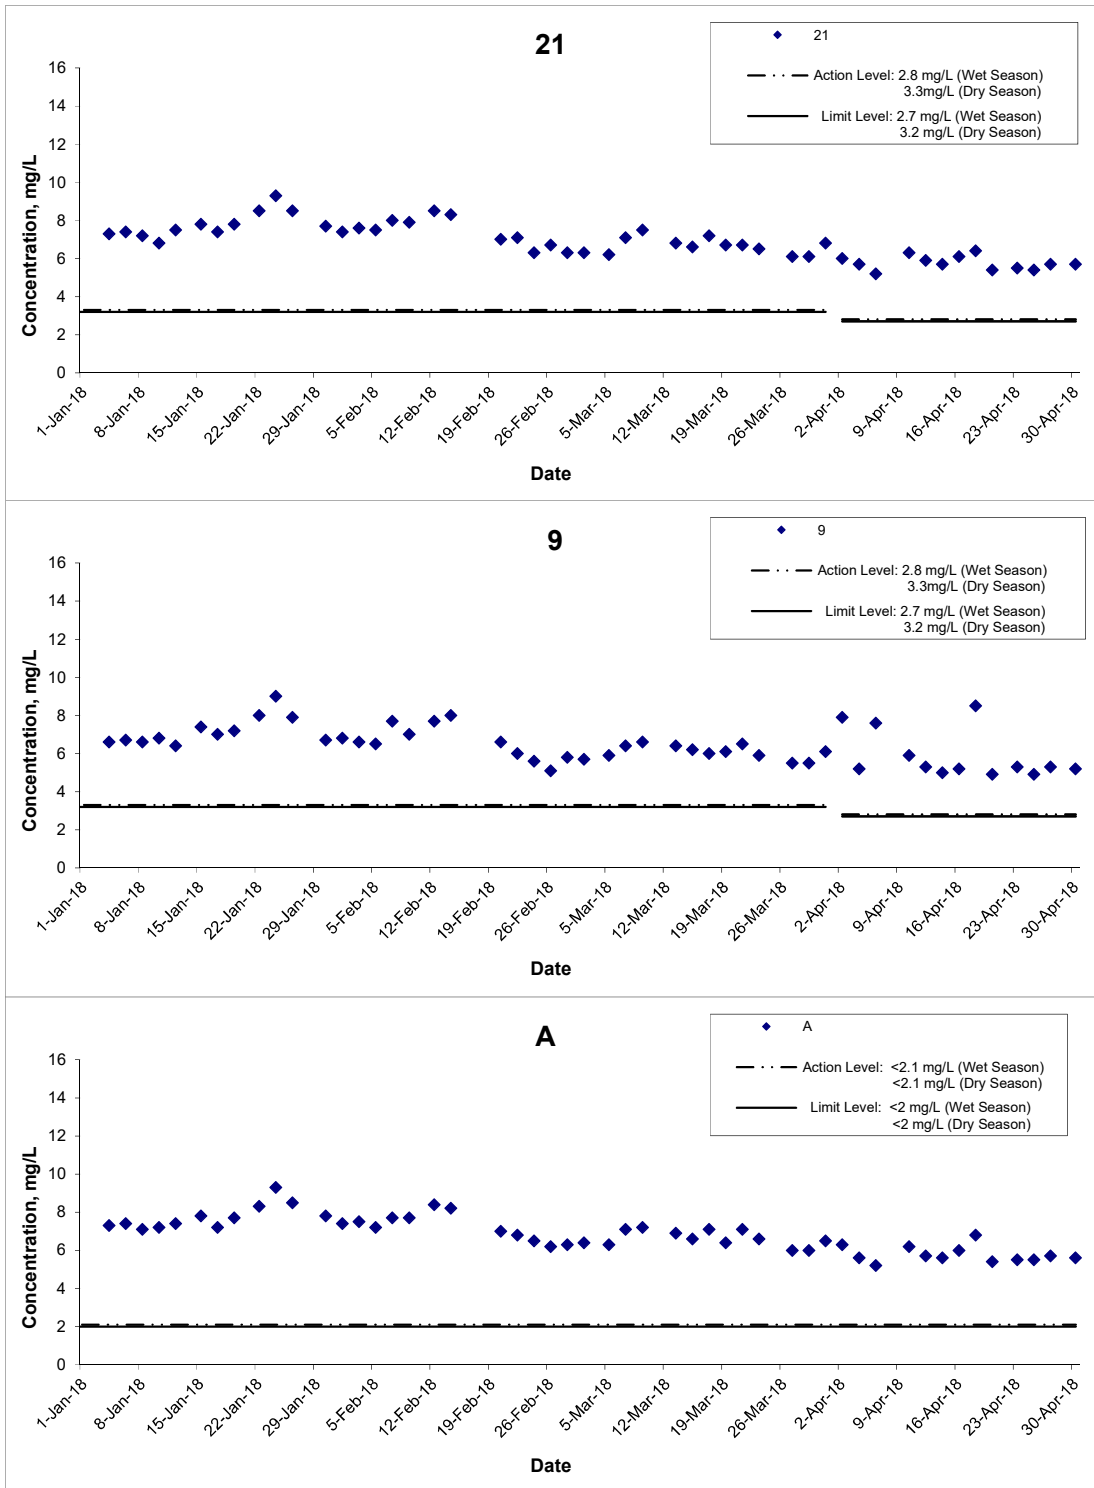 21
21
Action Level: 2.8 mg/L (Wet Season)
3.3mg/L (Dry Season)
Limit Level: 2.7 mg/L (Wet Season)
3.2 mg/L (Dry Season)
Concentration, mg/L
16
14
12
10
8
6
4
2
0
1-Jan-18
8-Jan-18
15-Jan-18
22-Jan-18
29-Jan-18
5-Feb-18
12-Feb-18
19-Feb-18
26-Feb-18
5-Mar-18
12-Mar-18
19-Mar-18
26-Mar-18
2-Apr-18
9-Apr-18
16-Apr-18
23-Apr-18
30-Apr-18
Date
9
9
Action Level: 2.8 mg/L (Wet Season)
3.3mg/L (Dry Season)
Limit Level: 2.7 mg/L (Wet Season)
3.2 mg/L (Dry Season)
Concentration, mg/L
16
14
12
10
8
6
4
2
0
1-Jan-18
8-Jan-18
15-Jan-18
22-Jan-18
29-Jan-18
5-Feb-18
12-Feb-18
19-Feb-18
26-Feb-18
5-Mar-18
12-Mar-18
19-Mar-18
26-Mar-18
2-Apr-18
9-Apr-18
16-Apr-18
23-Apr-18
30-Apr-18
Date
A
A
Action Level: <2.1 mg/L (Wet Season)
<2.1 mg/L (Dry Season)
Limit Level: <2 mg/L (Wet Season)
<2 mg/L (Dry Season)
Concentration, mg/L
16
14
12
10
8
6
4
2
0
1-Jan-18
8-Jan-18
15-Jan-18
22-Jan-18
29-Jan-18
5-Feb-18
12-Feb-18
19-Feb-18
26-Feb-18
5-Mar-18
12-Mar-18
19-Mar-18
26-Mar-18
2-Apr-18
9-Apr-18
16-Apr-18
23-Apr-18
30-Apr-18
Date